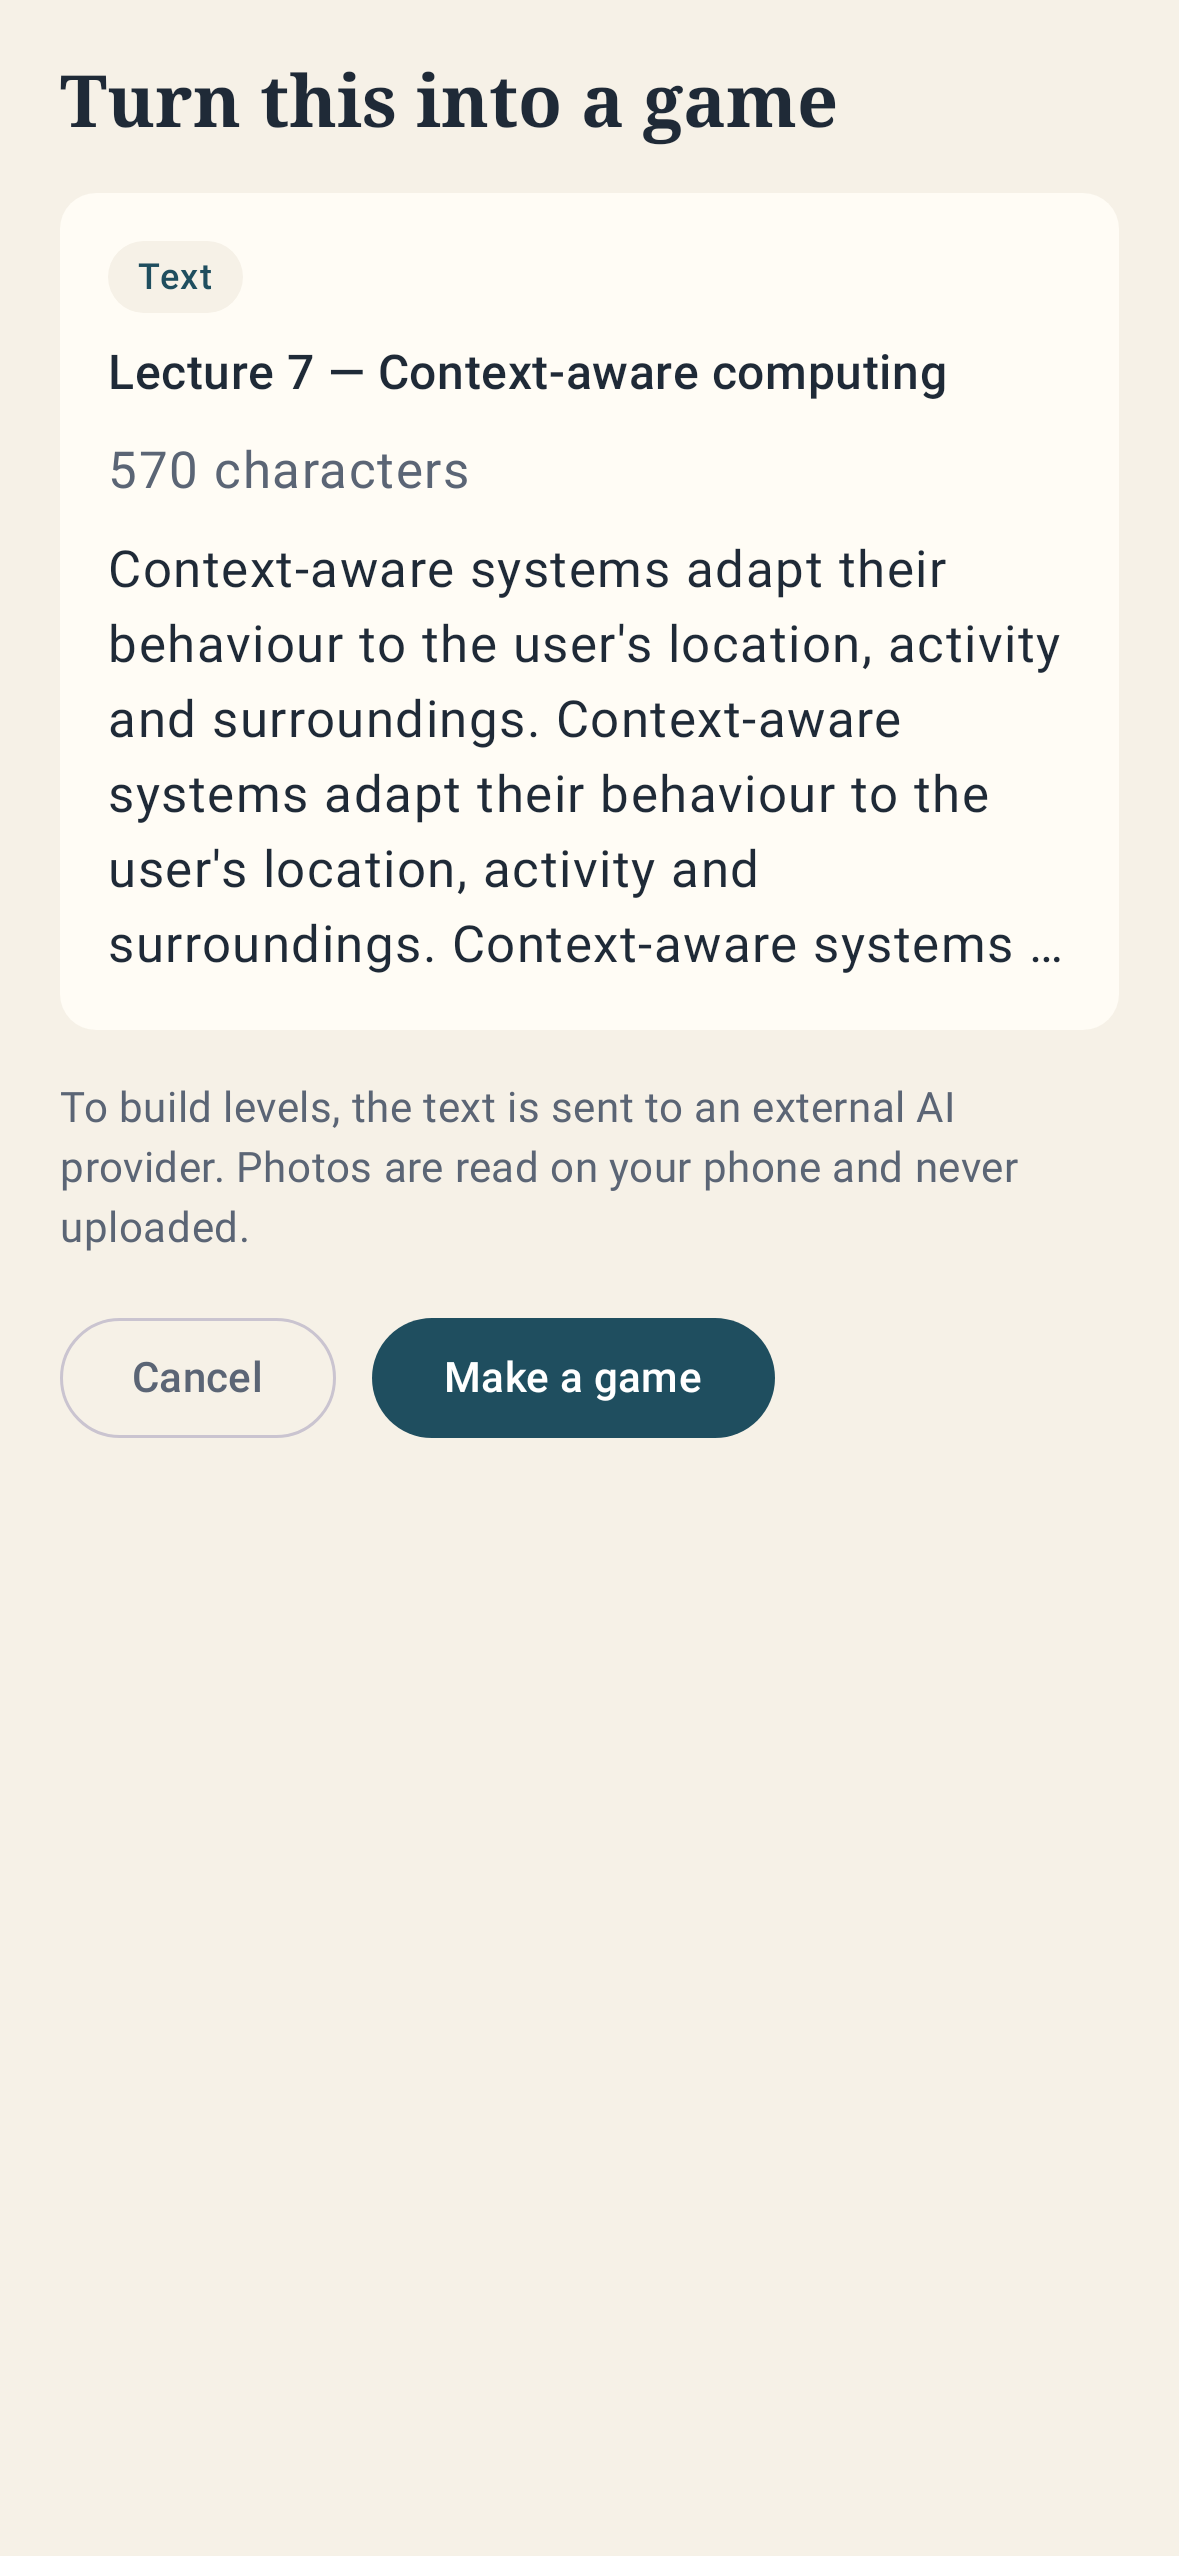 Turn this into a game
Text
Lecture 7 — Context-aware computing
570 characters
Context-aware systems adapt their
behaviour to the user's location, activity
and surroundings. Context-aware
systems adapt their behaviour to the
user's location, activity and
surroundings. Context-aware systems …
To build levels, the text is sent to an external AI
provider. Photos are read on your phone and never
uploaded.
Cancel
Make a game